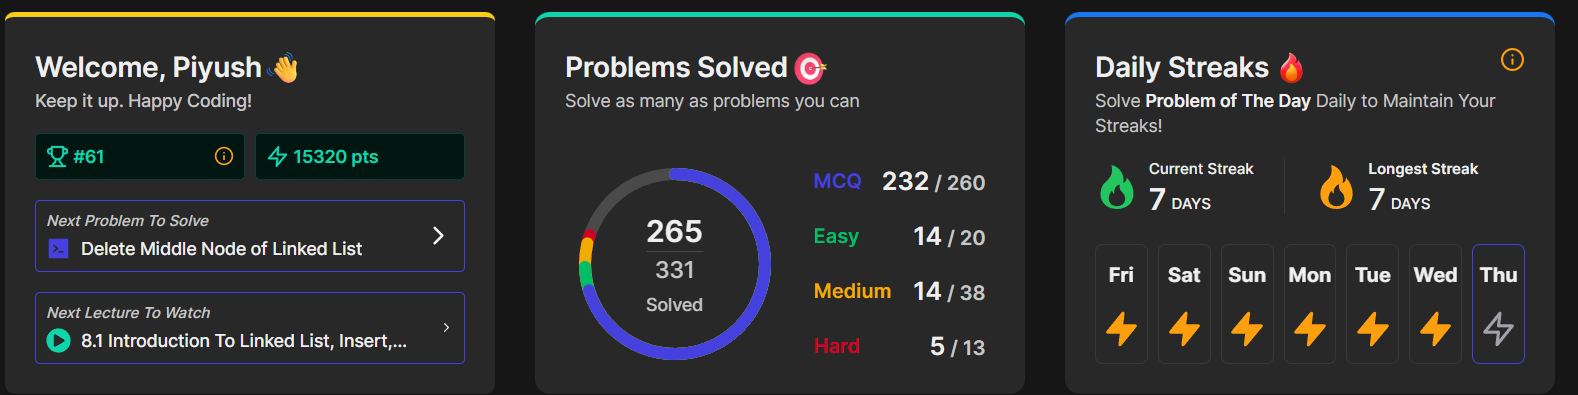 Welcome, Piyush
Keep it up. Happy Coding!
#61
15320 pts
Next Problem To Solve
Delete Middle Node of Linked List
Next Lecture To Watch
8.1 Introduction To Linked List, Insert,...
Problems Solved
Solve as many as problems you can
265
331
Solved
MCQ 232 / 260
Easy 14 / 20
Medium 14 / 38
Hard 5 / 13
Daily Streaks
Solve Problem of The Day Daily to Maintain Your
Streaks!
Current Streak
7 DAYS
Longest Streak
7 DAYS
Fri Sat Sun Mon Tue Wed Thu